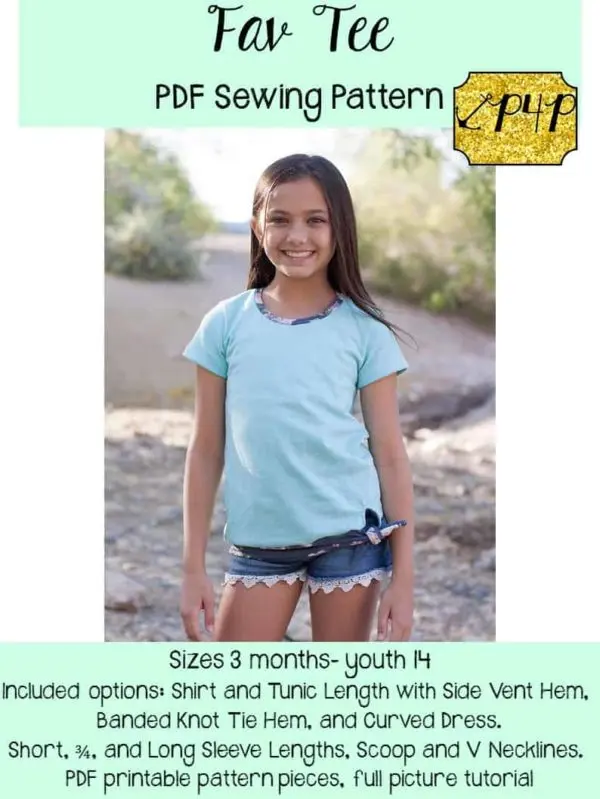 Fav Tee
PDF Sewing Pattern
P4P
Sizes 3 months- youth 14
Included options: Shirt and Tunic Length with Side Vent Hem,
Banded Knot Tie Hem, and Curved Dress.
Short, ¾, and Long Sleeve Lengths, Scoop and V Necklines.
PDF printable pattern pieces, full picture tutorial